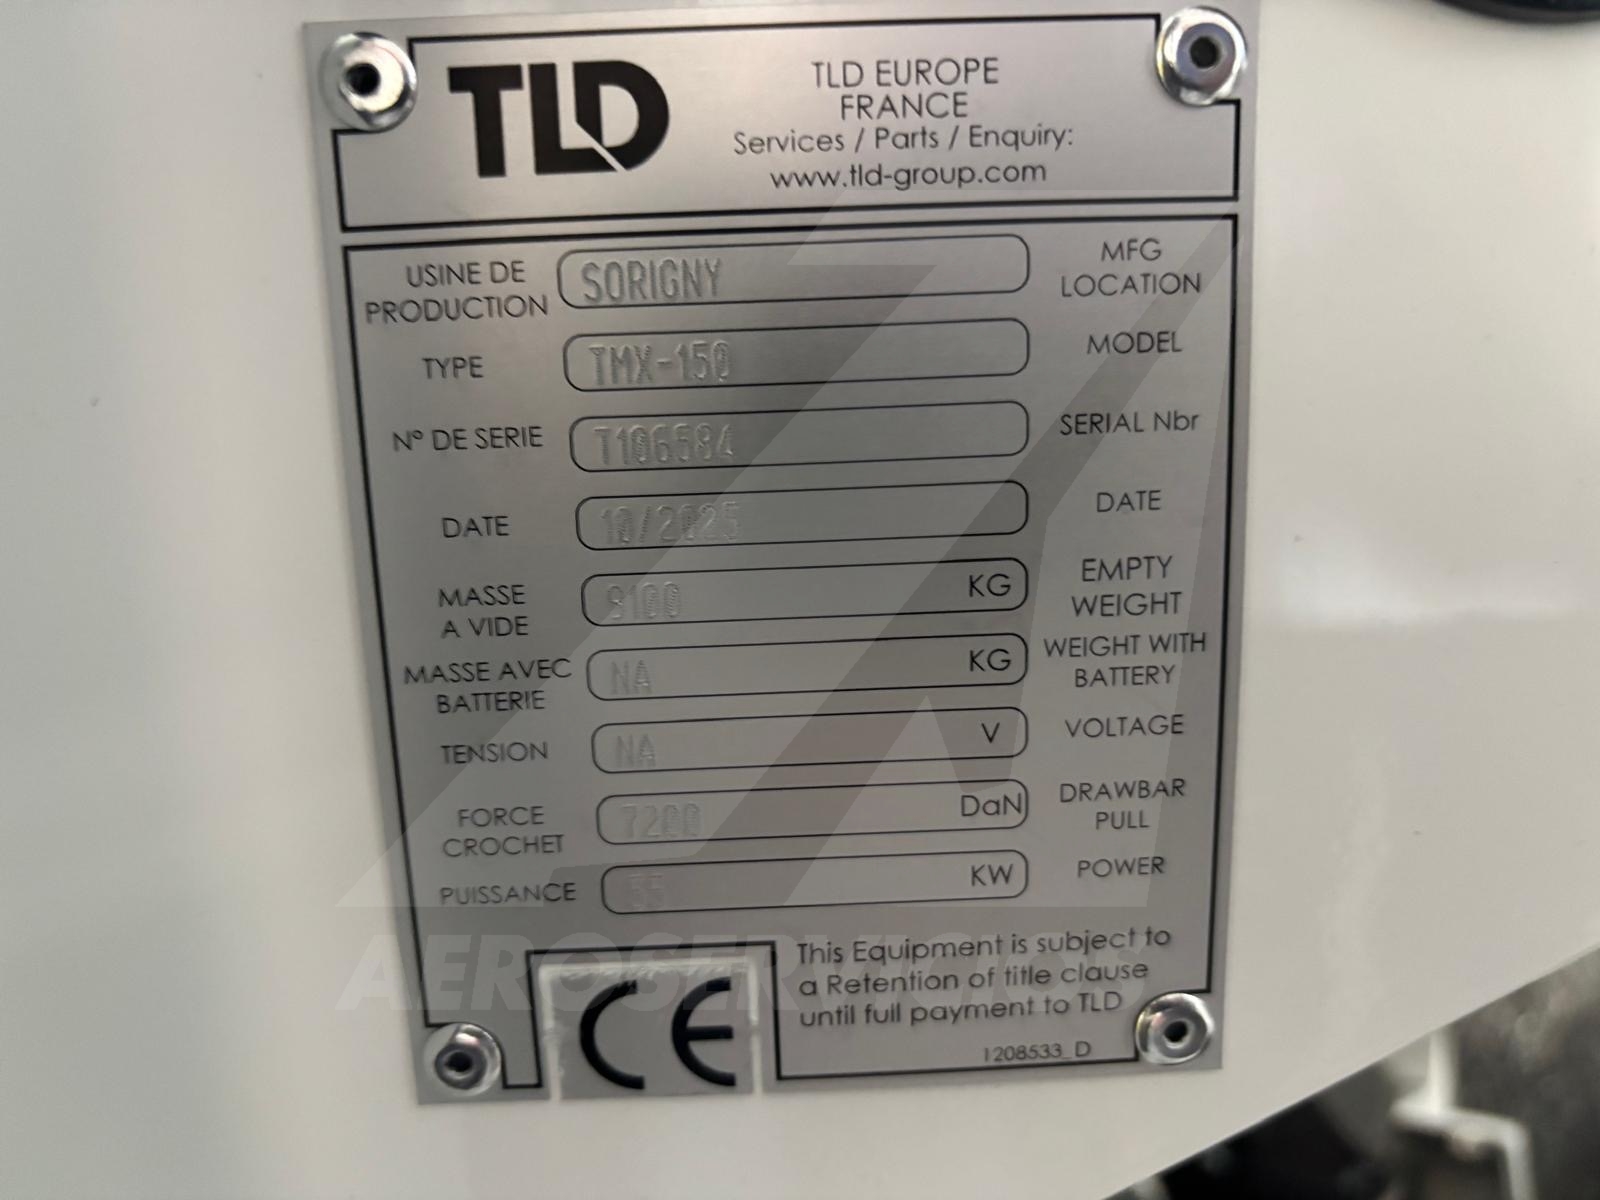 TLD
TLD EUROPE
FRANCE
Services / Parts / Enquiry:
www.tld-group.com
USINE DE
PRODUCTION
SORIGNY
MFG
LOCATION
TYPE
TMX-150
MODEL
N° DE SERIE
T106584
SERIAL Nbr
DATE
10/2025
DATE
MASSE
A VIDE
KG
EMPTY
WEIGHT
MASSE AVEC
BATTERIE
NA
KG
WEIGHT WITH
BATTERY
TENSION
NA
V
VOLTAGE
FORCE
CROCHET
7200
DaN
DRAWBAR
PULL
PUISSANCE
55
KW
POWER
This Equipment is subject to
a Retention of title clause
until full payment to TLD
1208533_D
CE
AEROSERVICIOS